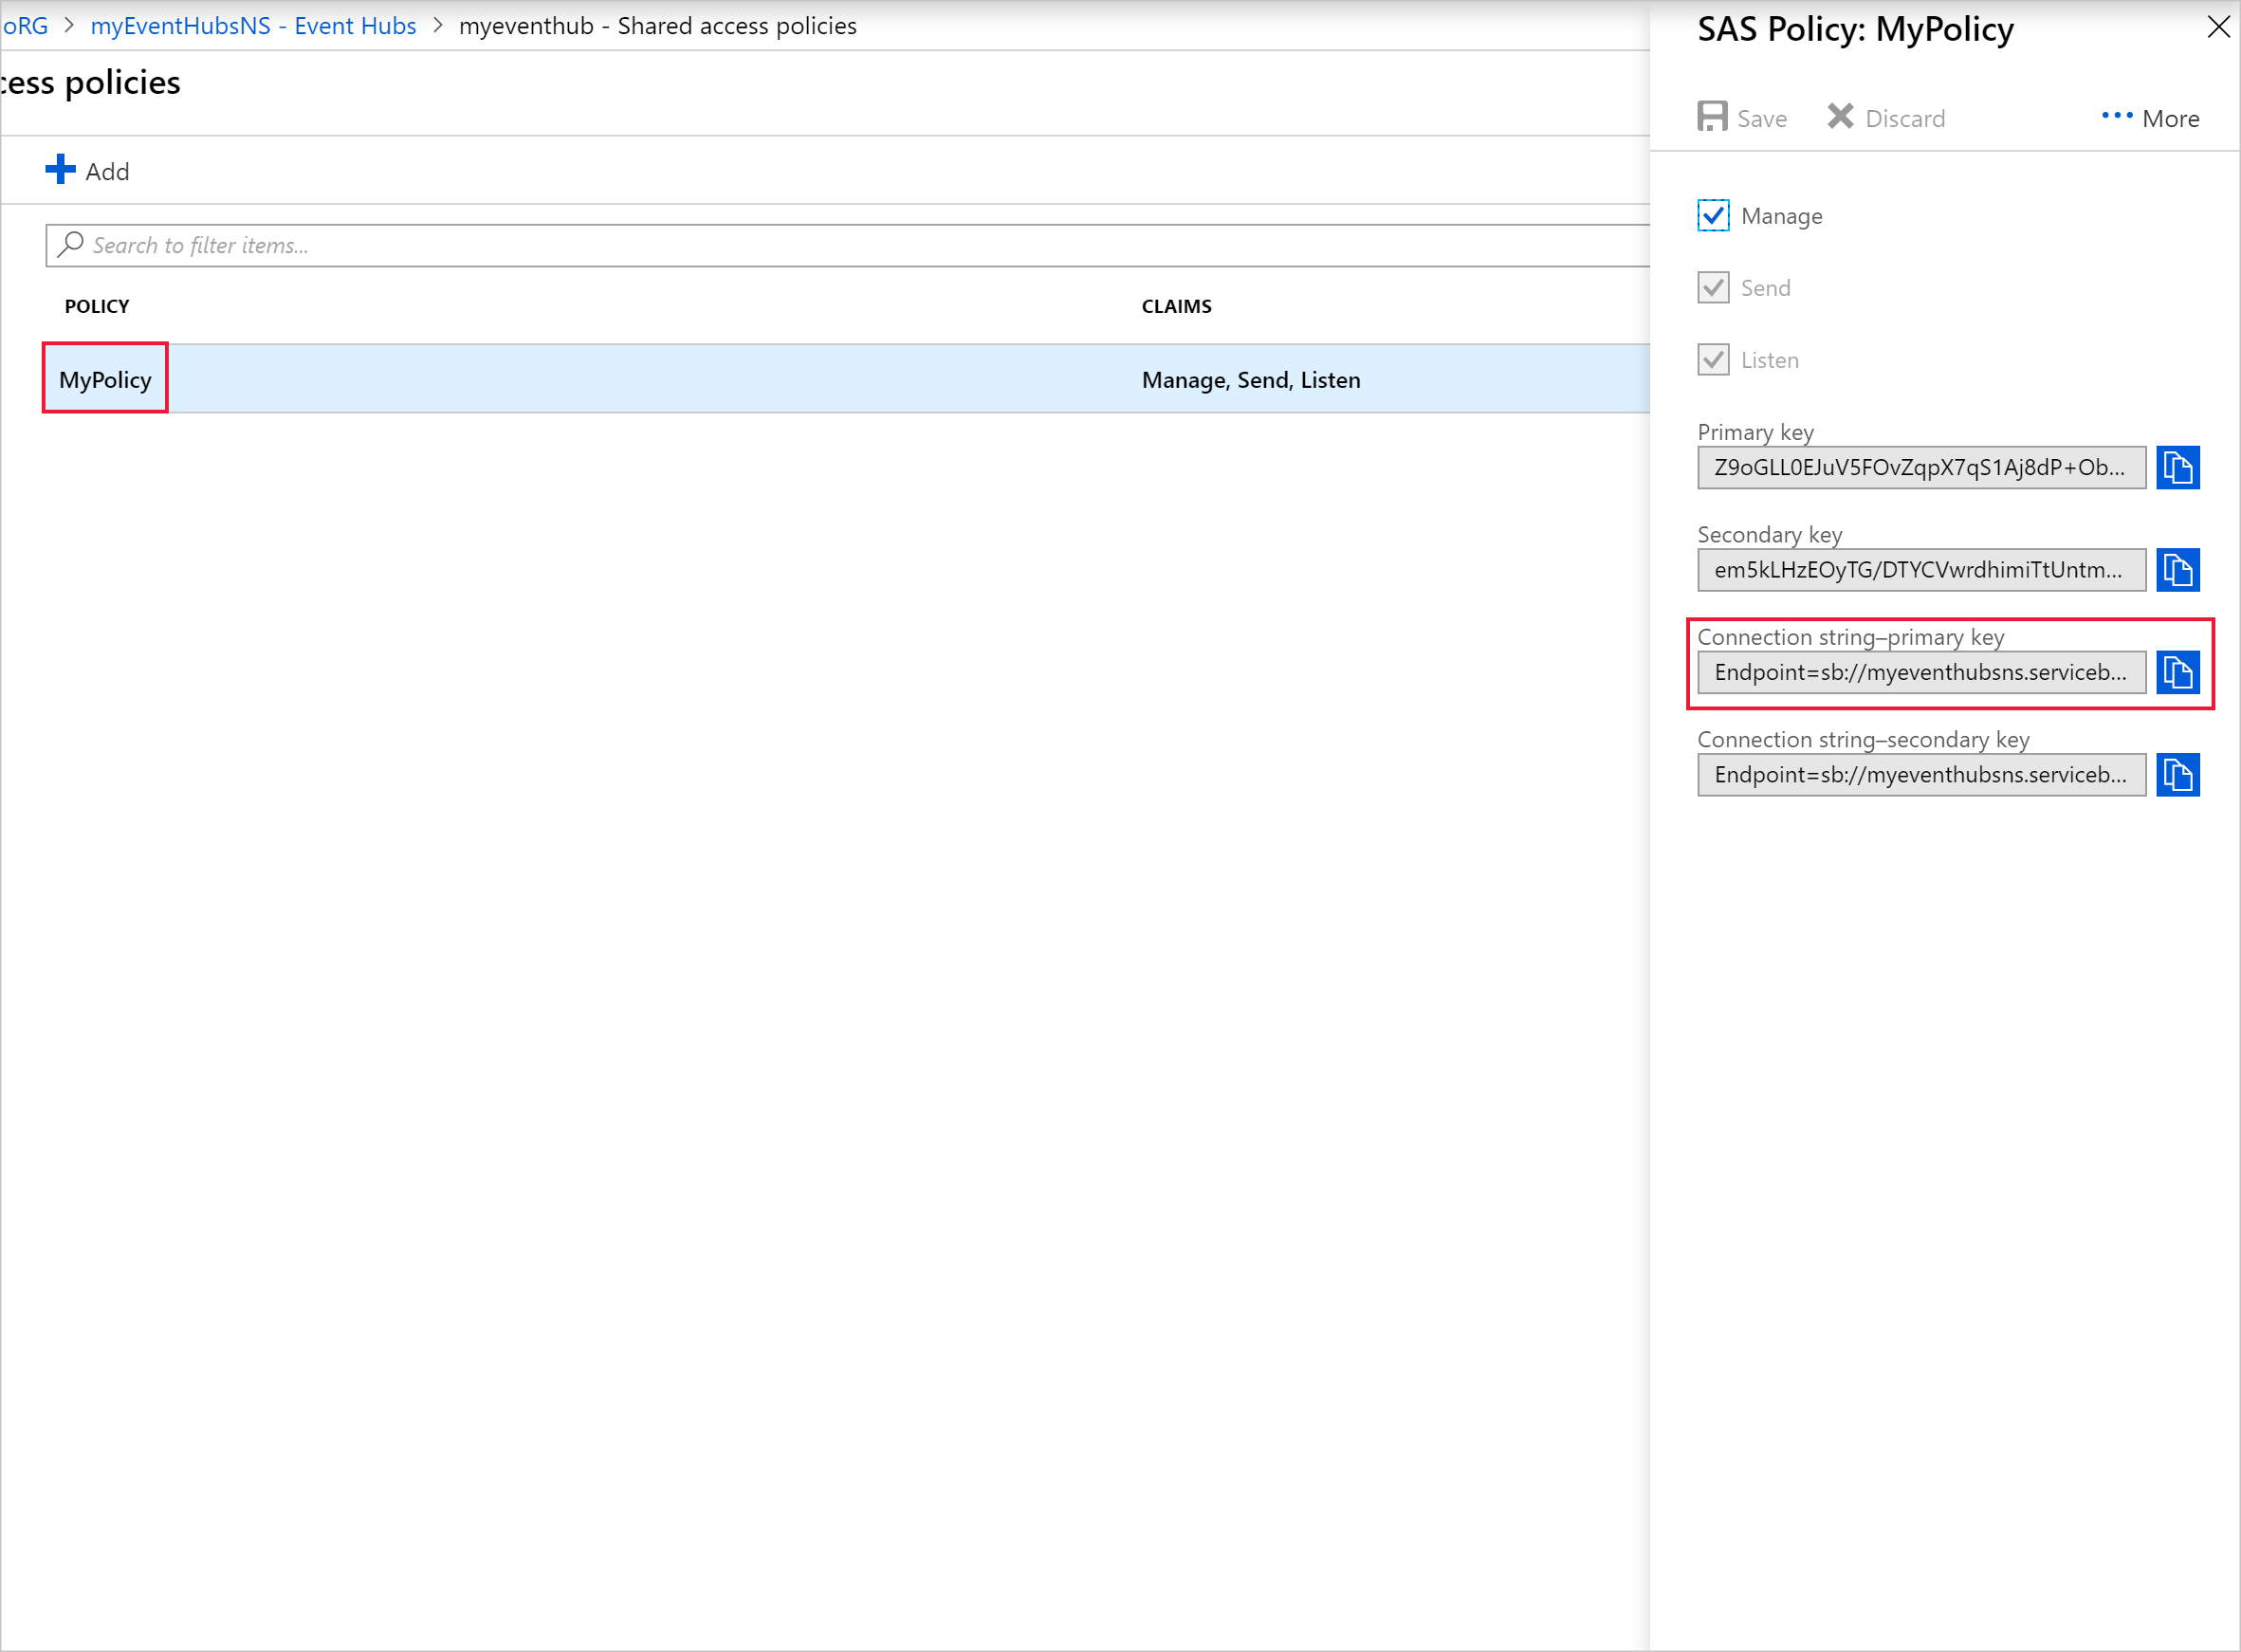 oRG > myEventHubsNS - Event Hubs > myeventhub - Shared access policies
cess policies
Add
Search to filter items...
POLICY CLAIMS
MyPolicy Manage, Send, Listen
SAS Policy: MyPolicy
Save Discard ••• More
Manage
Send
Listen
Primary key
Z9oGLL0EJuV5FOvZqpX7qS1Aj8dP+Ob...
Secondary key
em5kLHzEOyTG/DTYCVwrdhimiTtUntm...
Connection string–primary key
Endpoint=sb://myeventhubsns.serviceb...
Connection string–secondary key
Endpoint=sb://myeventhubsns.serviceb...